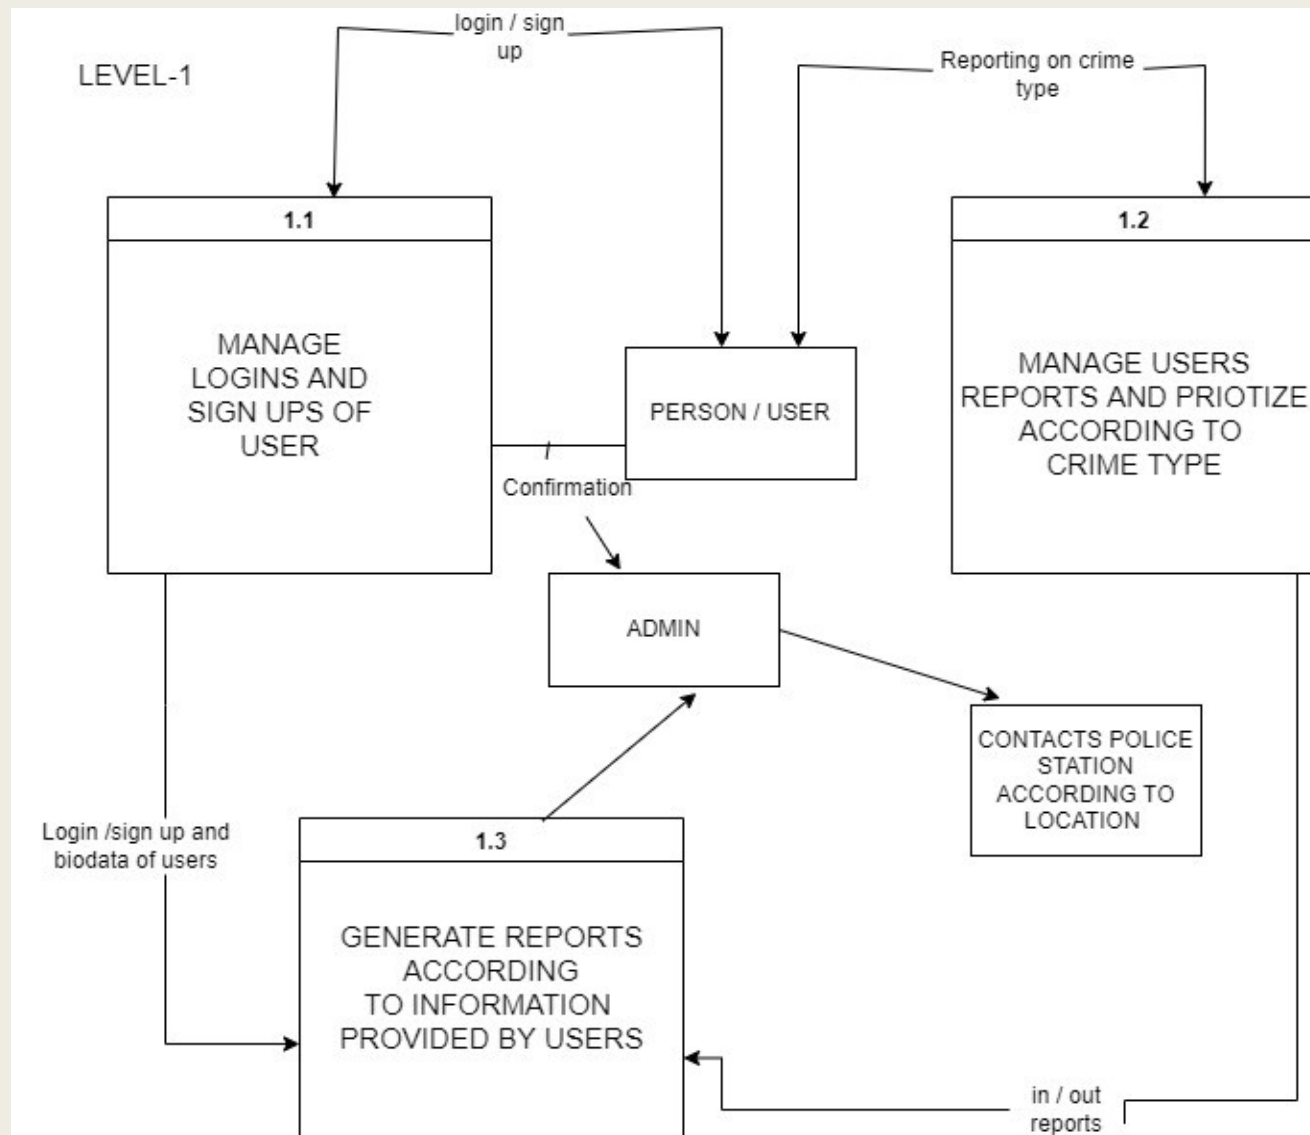 login / sign
up
Reporting on crime
type
LEVEL-1
1.1
MANAGE
LOGINS AND
SIGN UPS OF
USER
PERSON / USER
1.2
MANAGE USERS
REPORTS AND PRIOTIZE
ACCORDING TO
CRIME TYPE
Confirmation
ADMIN
CONTACTS POLICE
STATION
ACCORDING TO
LOCATION
Login /sign up and
biodata of users
1.3
GENERATE REPORTS
ACCORDING
TO INFORMATION
PROVIDED BY USERS
in / out
reports